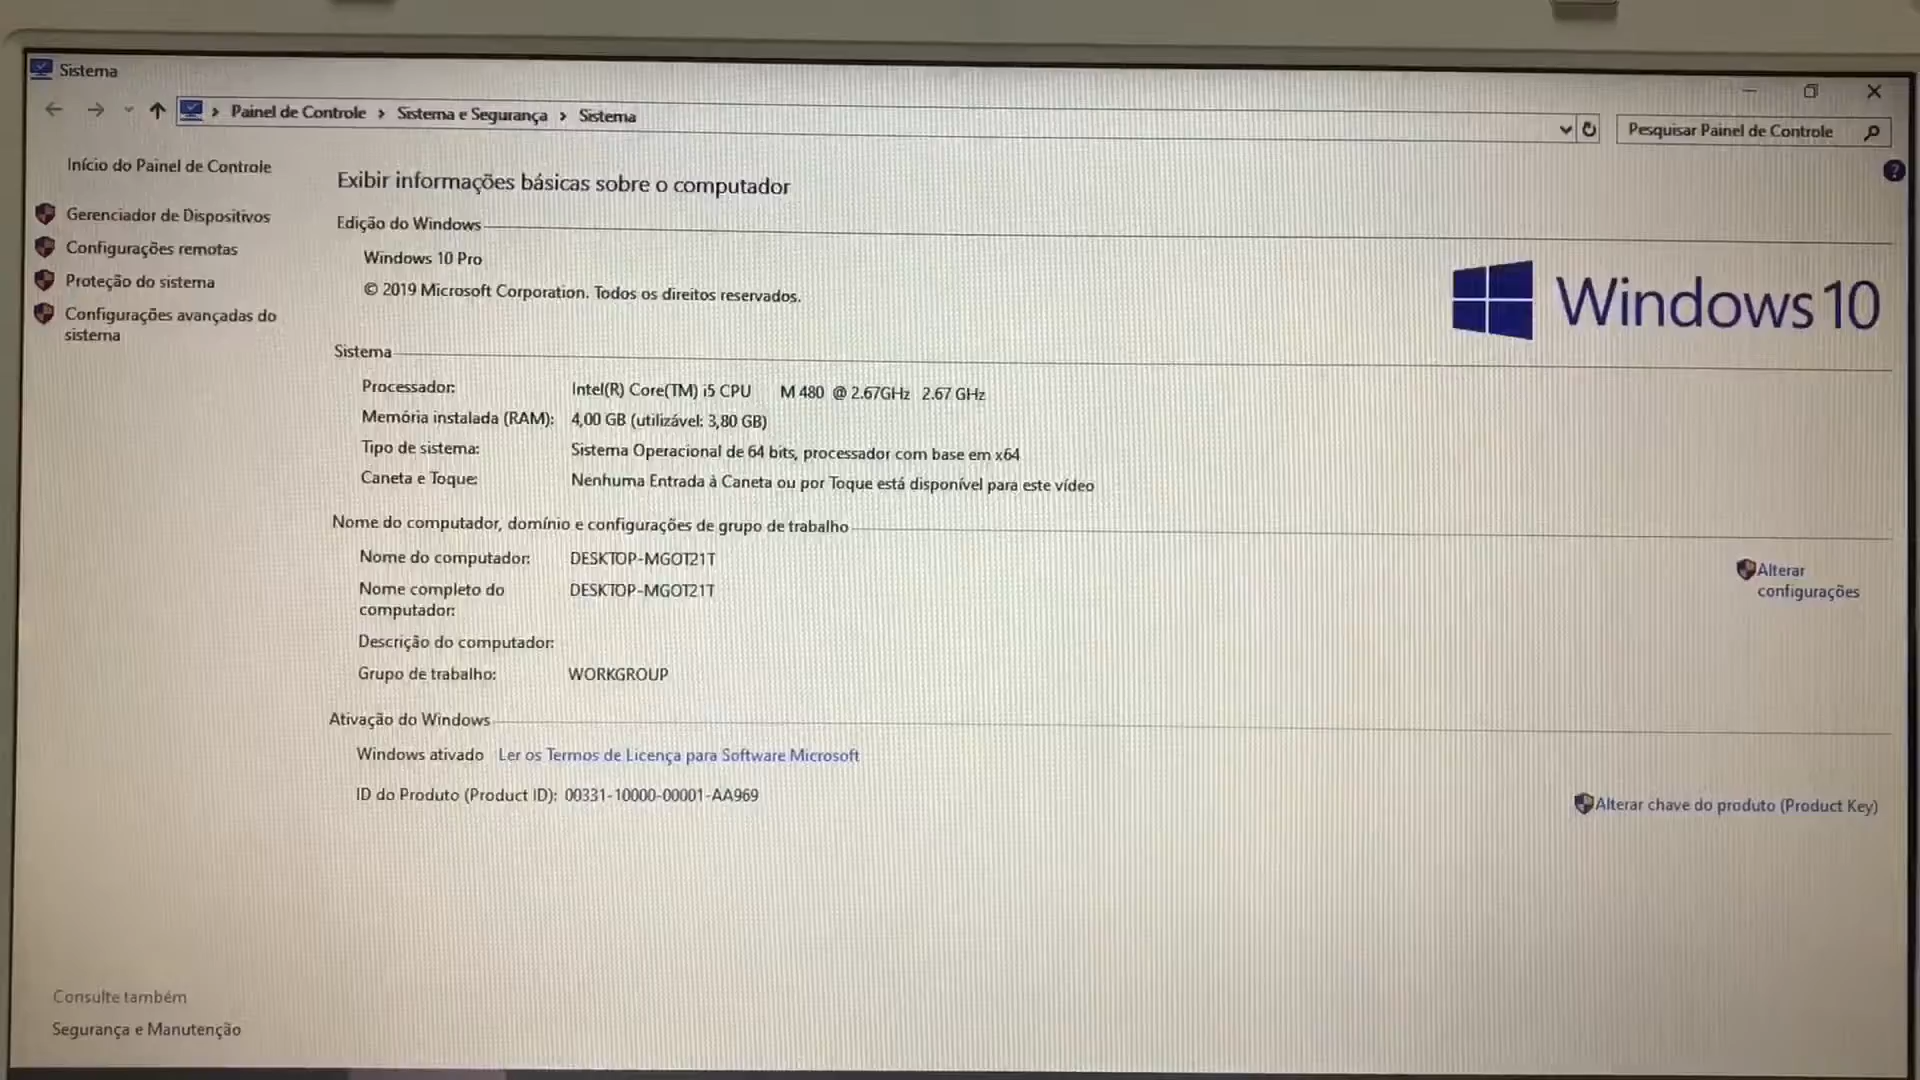 Sistema
Painel de Controle > Sistema e Segurança > Sistema
Pesquisar Painel de Controle
Início do Painel de Controle
Gerenciador de Dispositivos
Configurações remotas
Proteção do sistema
Configurações avançadas do
sistema
Exibir informações básicas sobre o computador
Edição do Windows
Windows 10 Pro
© 2019 Microsoft Corporation. Todos os direitos reservados.
Windows 10
Sistema
Processador: Intel(R) Core(TM) i5 CPU M 480 @ 2.67GHz 2.67 GHz
Memória instalada (RAM): 4,00 GB (utilizável: 3,80 GB)
Tipo de sistema: Sistema Operacional de 64 bits, processador com base em x64
Caneta e Toque: Nenhuma Entrada à Caneta ou por Toque está disponível para este vídeo
Nome do computador, domínio e configurações de grupo de trabalho
Nome do computador: DESKTOP-MGOT21T
Nome completo do DESKTOP-MGOT21T
computador:
Alterar
configurações
Descrição do computador:
Grupo de trabalho: WORKGROUP
Ativação do Windows
Windows ativado Ler os Termos de Licença para Software Microsoft
ID do Produto (Product ID): 00331-10000-00001-AA969
Alterar chave do produto (Product Key)
Consulte também
Segurança e Manutenção